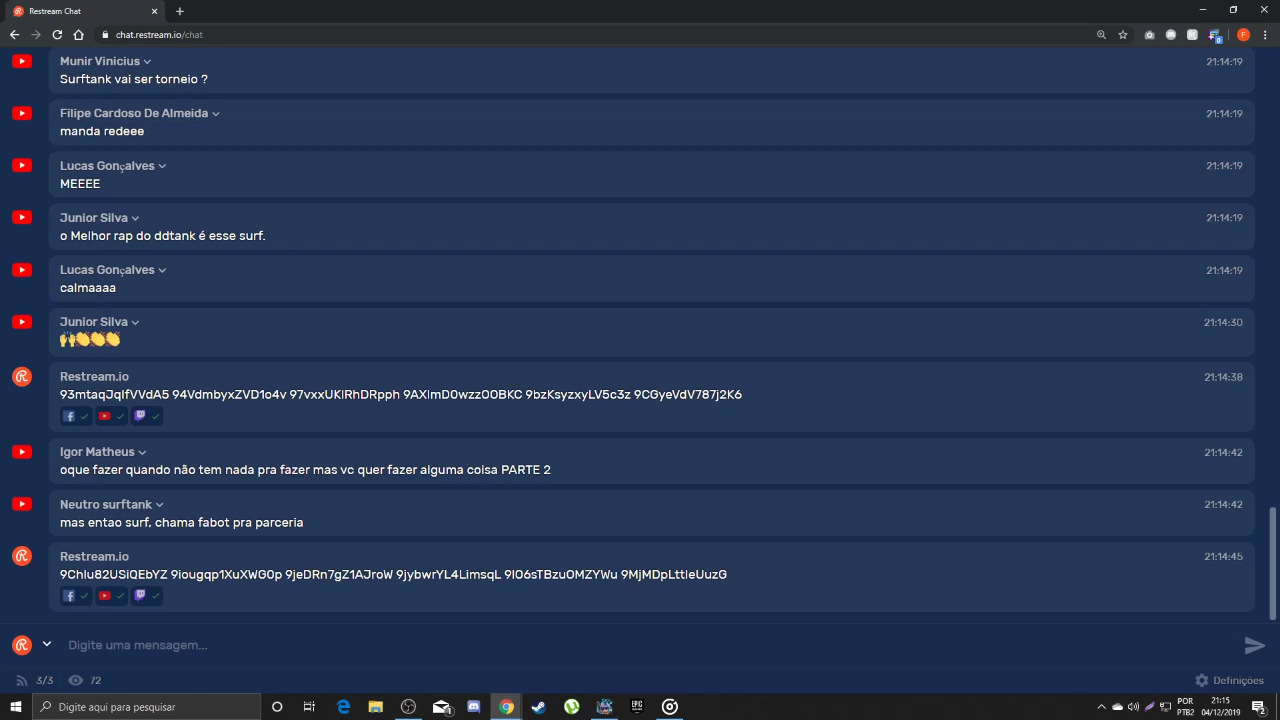 Restream Chat
chat.restream.io/chat
Munir Vinicius
21:14:19
Surftank vai ser torneio ?
Filipe Cardoso De Almeida
21:14:19
manda redeee
Lucas Gonçalves
21:14:19
MEEEE
Junior Silva
21:14:19
o Melhor rap do ddtank é esse surf.
Lucas Gonçalves
21:14:19
calmaaaa
Junior Silva
21:14:30
🙌👏👏👏
Restream.io
21:14:38
93mtaqJqIfVVdA5 94VdmbyxZVD1o4v 97vxxUKlRhDRpph 9AXlmD0wzzOOBKC 9bzKsyzxyLV5c3z 9CGyeVdV787j2K6
Igor Matheus
21:14:42
oque fazer quando não tem nada pra fazer mas vc quer fazer alguma coisa PARTE 2
Neutro surftank
21:14:42
mas entao surf, chama fabot pra parceria
Restream.io
21:14:45
9Chlu82USiQEbYZ 9iougqp1XuXWG0p 9jeDRn7gZ1AJroW 9jybwrYL4LimsqL 9lO6sTBzuOMZYWu 9MjMDpLttleUuzG
Digite uma mensagem...
3/3
72
Definições
Digite aqui para pesquisar
POR
PTB2
21:15
04/12/2019